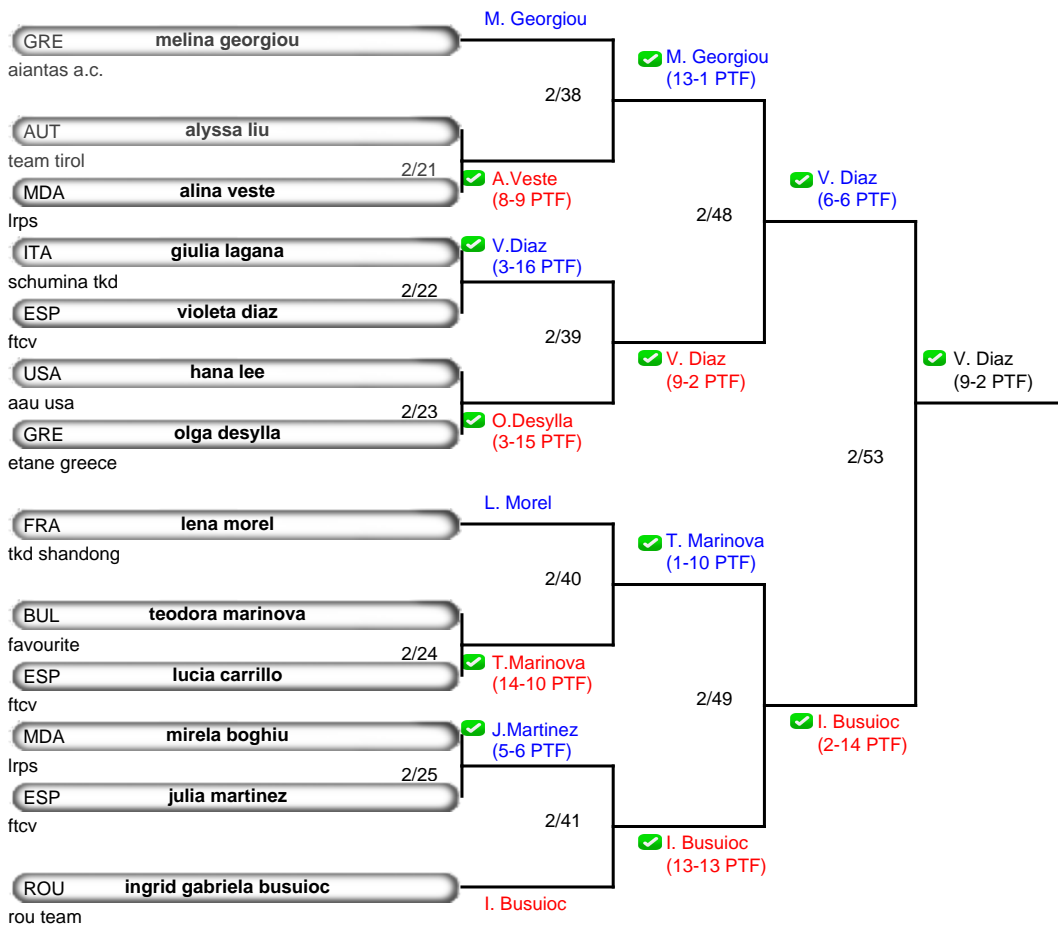 M. Georgiou
GRE melina georgiou
aiantas a.c.
M. Georgiou
(13-1 PTF)
2/38
AUT alyssa liu
team tirol
2/21
A.Veste
(8-9 PTF)
V. Diaz
(6-6 PTF)
MDA alina veste
lrps
2/48
ITA giulia lagana
V.Diaz
(3-16 PTF)
schumina tkd
2/22
ESP violeta diaz
ftcv
2/39
V. Diaz
(9-2 PTF)
V. Diaz
(9-2 PTF)
USA hana lee
aau usa
2/23
O.Desylla
(3-15 PTF)
GRE olga desylla
etane greece
2/53
L. Morel
FRA lena morel
tkd shandong
T. Marinova
(1-10 PTF)
2/40
BUL teodora marinova
favourite
2/24
T.Marinova
(14-10 PTF)
ESP lucia carrillo
ftcv
2/49
I. Busuioc
(2-14 PTF)
MDA mirela boghiu
J.Martinez
(5-6 PTF)
lrps
2/25
ESP julia martinez
ftcv
2/41
I. Busuioc
(13-13 PTF)
ROU ingrid gabriela busuioc
I. Busuioc
rou team